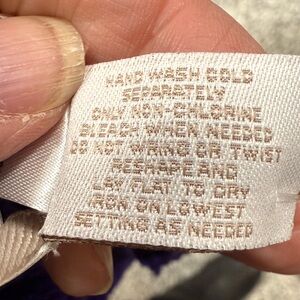 HAND WASH COLD
SEPARATELY
ONLY NON-CHLORINE
BLEACH WHEN NEEDED
DO NOT WRING OR TWIST
RESHAPE AND
LAY FLAT TO DRY
IRON ON LOWEST
SETTING AS NEEDED